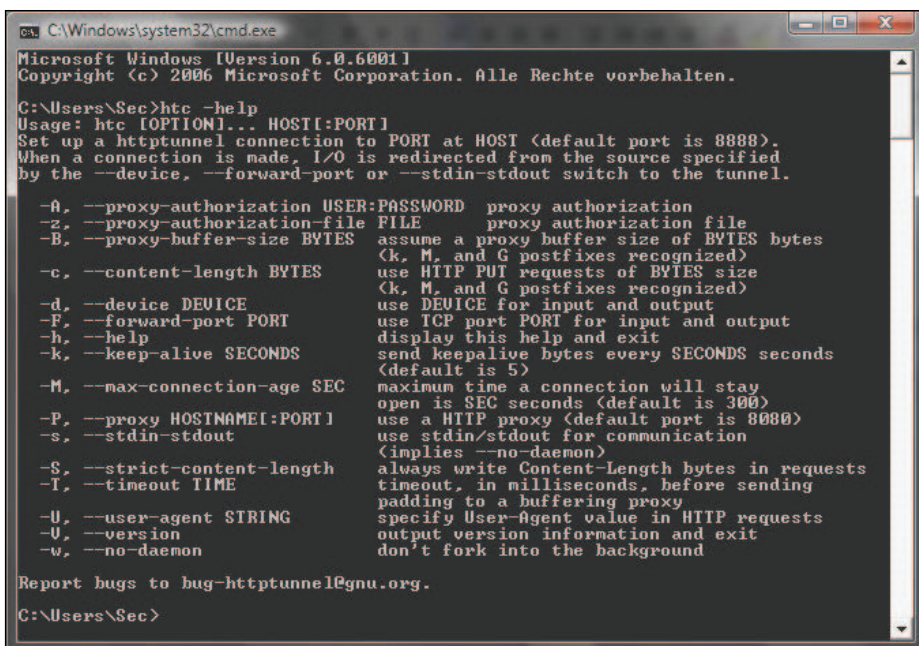 C:\Windows\system32\cmd.exe
Microsoft Windows [Version 6.0.6001]
Copyright (c) 2006 Microsoft Corporation. Alle Rechte vorbehalten.
C:\Users\Sec>htc -help
Usage: htc [OPTION]... HOST[:PORT]
Set up a httptunnel connection to PORT at HOST (default port is 8888).
When a connection is made, I/O is redirected from the source specified
by the --device, --forward-port or --stdin-stdout switch to the tunnel.
-A, --proxy-authorization USER:PASSWORD proxy authorization
-z, --proxy-authorization-file FILE proxy authorization file
-B, --proxy-buffer-size BYTES assume a proxy buffer size of BYTES bytes
(k, M, and G postfixes recognized)
-c, --content-length BYTES use HTTP PUT requests of BYTES size
(k, M, and G postfixes recognized)
-d, --device DEVICE use DEVICE for input and output
-F, --forward-port PORT use TCP port PORT for input and output
-h, --help display this help and exit
-k, --keep-alive SECONDS send keepalive bytes every SECONDS seconds
(default is 5)
-M, --max-connection-age SEC maximum time a connection will stay
open is SEC seconds (default is 300)
-P, --proxy HOSTNAME[:PORT] use a HTTP proxy (default port is 8080)
-s, --stdin-stdout use stdin/stdout for communication
(implies --no-daemon)
-S, --strict-content-length always write Content-Length bytes in requests
-T, --timeout TIME timeout, in milliseconds, before sending
padding to a buffering proxy
-U, --user-agent STRING specify User-Agent value in HTTP requests
-V, --version output version information and exit
-w, --no-daemon don't fork into the background
Report bugs to bug-httptunnel@gnu.org.
C:\Users\Sec>